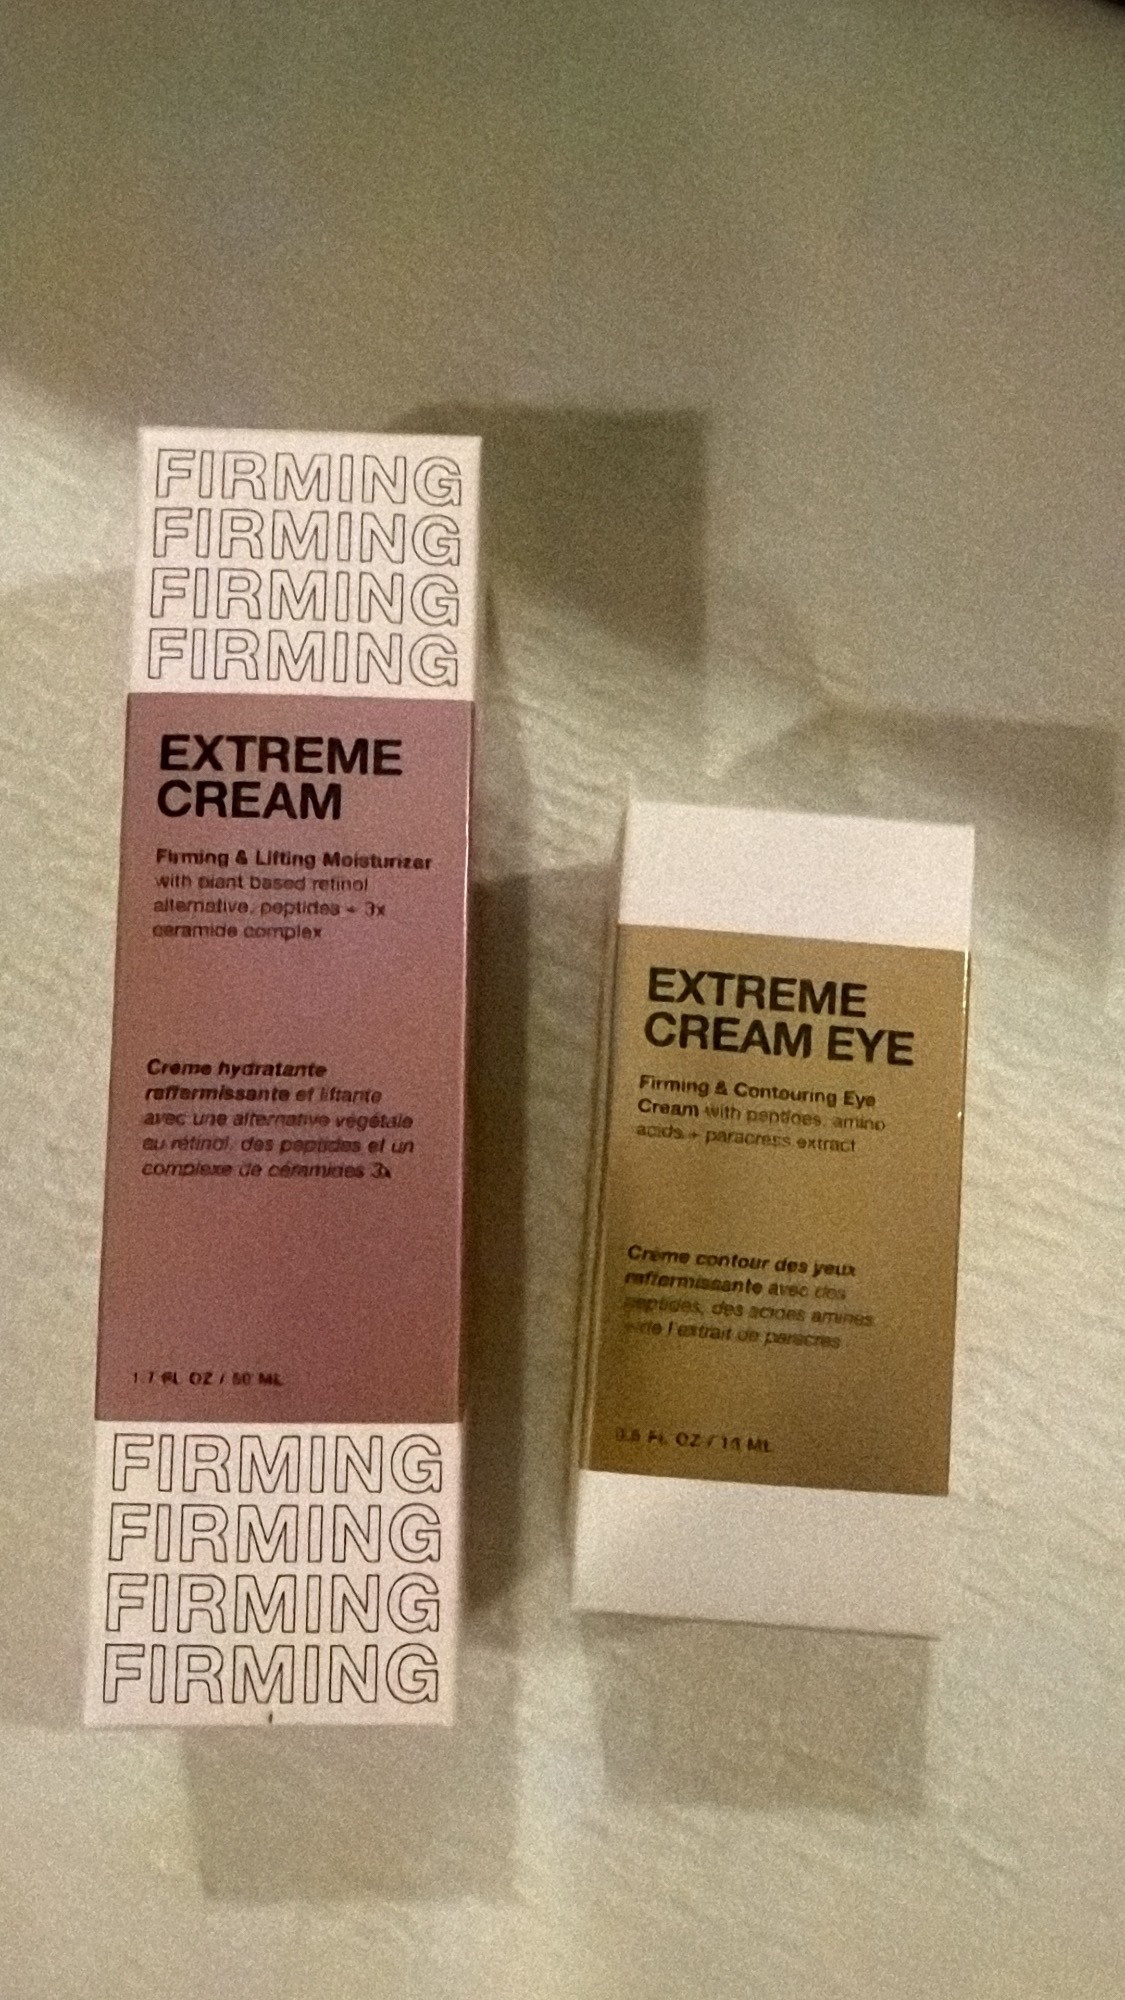 FIRMING
FIRMING
FIRMING
FIRMING
EXTREME
CREAM
Firming & Lifting Moisturizer
with plant based retinol
alternative, peptides + 3x
ceramide complex
Crème hydratante
raffermissante et liftante
avec une alternative végétale
au rétinol, des peptides et un
complexe de céramides 3x
1.7 FL OZ / 50 ML
FIRMING
FIRMING
FIRMING
FIRMING
EXTREME
CREAM EYE
Firming & Contouring Eye
Cream with peptides, amino
acids + paracress extract
Crème contour des yeux
raffermissante avec des
peptides, des acides aminés
de l'extrait de paracres
FL OZ / ML